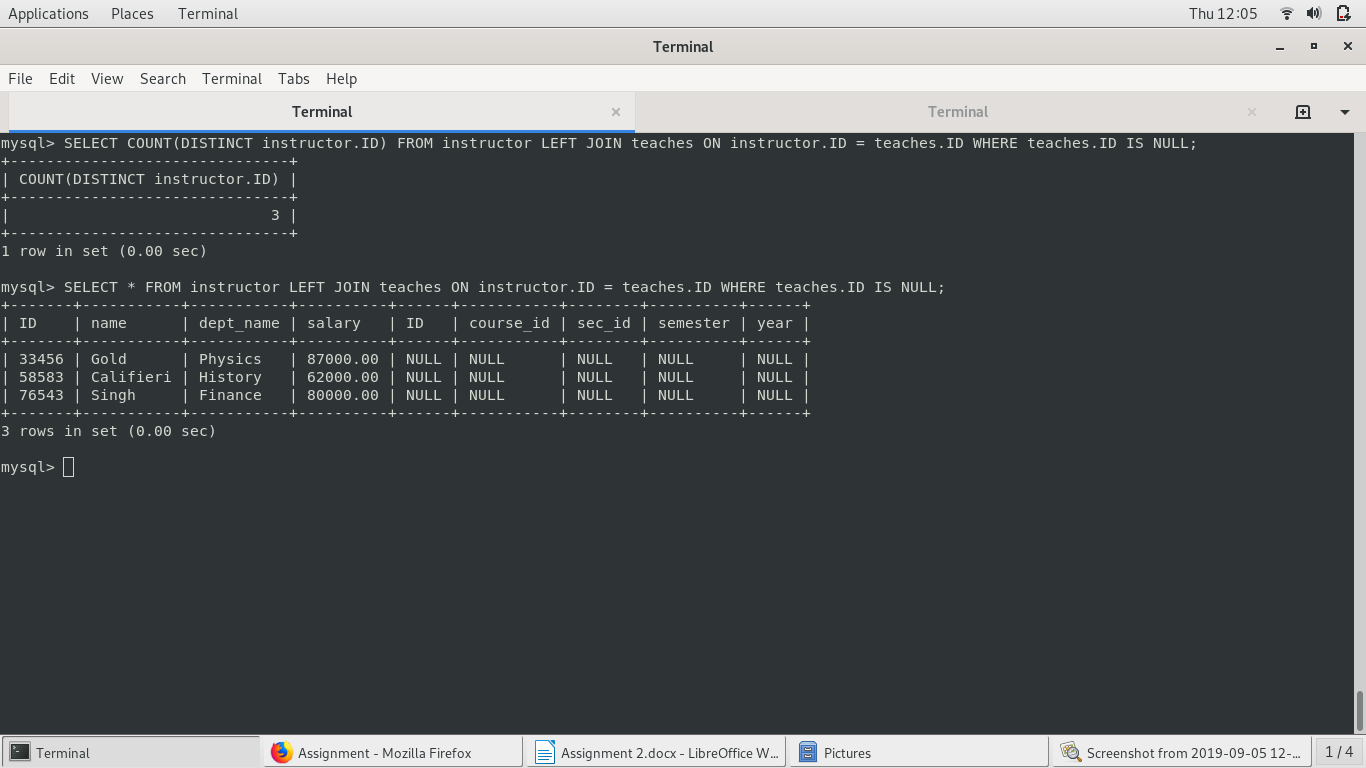 Applications Places Terminal Thu 12:05
Terminal
File Edit View Search Terminal Tabs Help
Terminal Terminal
mysql> SELECT COUNT(DISTINCT instructor.ID) FROM instructor LEFT JOIN teaches ON instructor.ID = teaches.ID WHERE teaches.ID IS NULL;
+-------------------------------+
| COUNT(DISTINCT instructor.ID) |
+-------------------------------+
|                             3 |
+-------------------------------+
1 row in set (0.00 sec)
mysql> SELECT * FROM instructor LEFT JOIN teaches ON instructor.ID = teaches.ID WHERE teaches.ID IS NULL;
+-------+-----------+-----------+----------+------+-----------+--------+----------+------+
| ID    | name      | dept_name | salary   | ID   | course_id | sec_id | semester | year |
+-------+-----------+-----------+----------+------+-----------+--------+----------+------+
| 33456 | Gold      | Physics   | 87000.00 | NULL | NULL      | NULL   | NULL     | NULL |
| 58583 | Califieri | History   | 62000.00 | NULL | NULL      | NULL   | NULL     | NULL |
| 76543 | Singh     | Finance   | 80000.00 | NULL | NULL      | NULL   | NULL     | NULL |
+-------+-----------+-----------+----------+------+-----------+--------+----------+------+
3 rows in set (0.00 sec)
mysql>
Terminal Assignment - Mozilla Firefox Assignment 2.docx - LibreOffice W... Pictures Screenshot from 2019-09-05 12-... 1 / 4